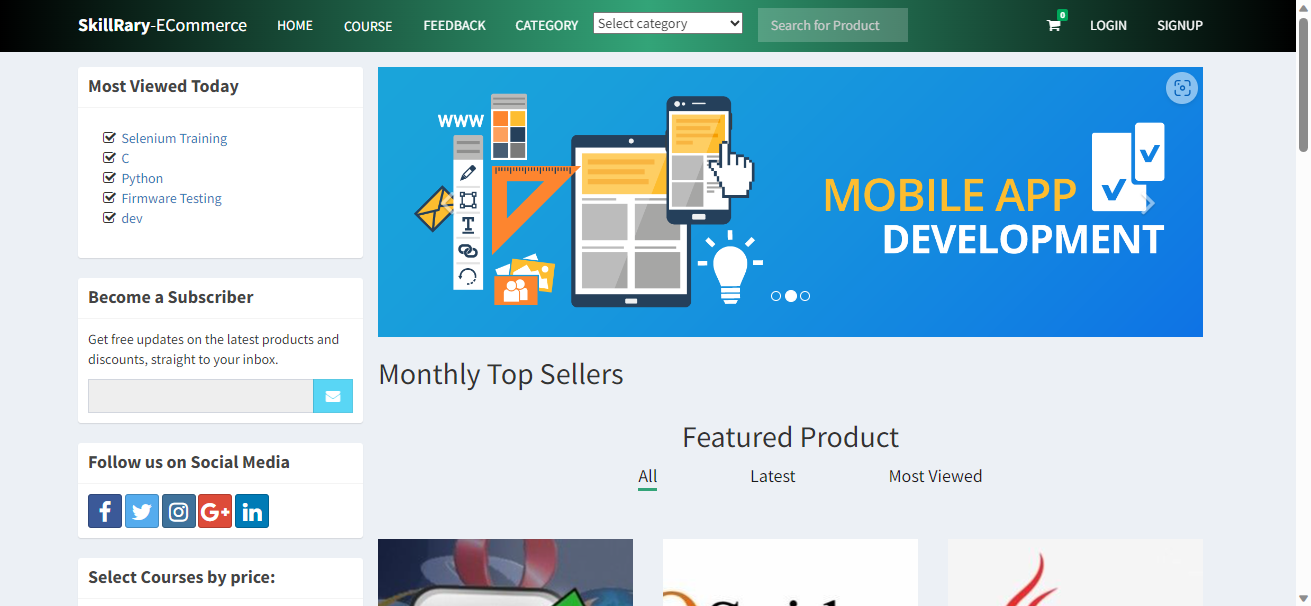 SkillRary-ECommerce
HOME
COURSE
FEEDBACK
CATEGORY
Select category
Search for Product
0
LOGIN
SIGNUP
Most Viewed Today
Selenium Training
C
Python
Firmware Testing
dev
Become a Subscriber
Get free updates on the latest products and
discounts, straight to your inbox.
Follow us on Social Media
f
G+
in
Select Courses by price:
WWW
T
MOBILE APP
DEVELOPMENT
Monthly Top Sellers
Featured Product
All
Latest
Most Viewed